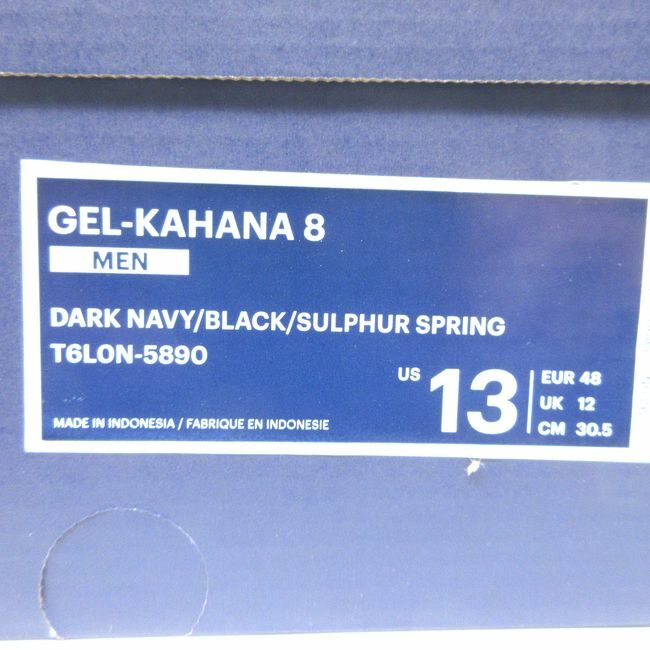 GEL-KAHANA 8
MEN
DARK NAVY/BLACK/SULPHUR SPRING
T6L0N-5890
US 13
EUR 48
UK 12
CM 30.5
MADE IN INDONESIA / FABRIQUE EN INDONESIE